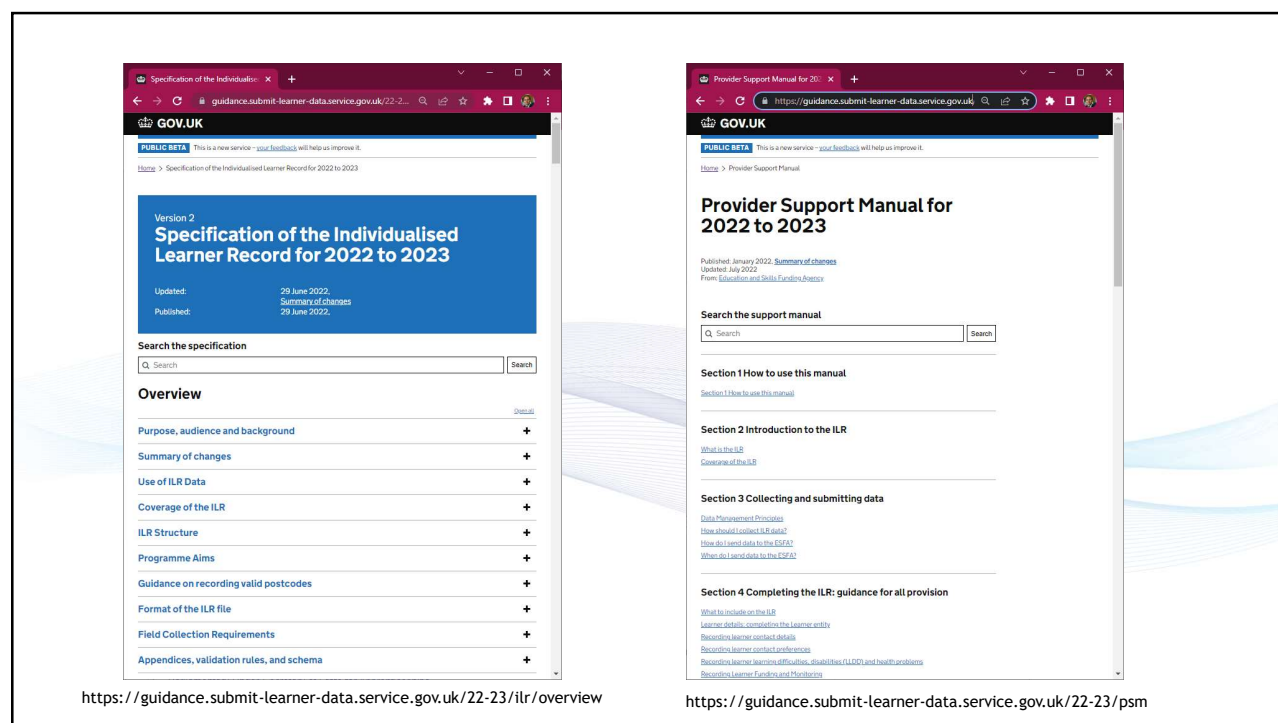 Specification of the Individualise
guidance.submit-learner-data.service.gov.uk/22-2...
GOV.UK
PUBLIC BETA This is a new service – your feedback will help us improve it.
Home > Specification of the Individualised Learner Record for 2022 to 2023
Version 2
Specification of the Individualised
Learner Record for 2022 to 2023
Updated: 29 June 2022,
Summary of changes
Published: 29 June 2022,
Search the specification
Search Search
Overview
Open all
Purpose, audience and background +
Summary of changes +
Use of ILR Data +
Coverage of the ILR +
ILR Structure +
Programme Aims +
Guidance on recording valid postcodes +
Format of the ILR file +
Field Collection Requirements +
Appendices, validation rules, and schema +
https://guidance.submit-learner-data.service.gov.uk/22-23/ilr/overview
Provider Support Manual for 202
https://guidance.submit-learner-data.service.gov.uk
GOV.UK
PUBLIC BETA This is a new service – your feedback will help us improve it.
Home > Provider Support Manual
Provider Support Manual for
2022 to 2023
Published: January 2022, Summary of changes
Updated: July 2022
From: Education and Skills Funding Agency
Search the support manual
Search Search
Section 1 How to use this manual
Section 1 How to use this manual
Section 2 Introduction to the ILR
What is the ILR
Coverage of the ILR
Section 3 Collecting and submitting data
Data Management Principles
How should I collect ILR data?
How do I send data to the ESFA?
When do I send data to the ESFA?
Section 4 Completing the ILR: guidance for all provision
What to include on the ILR
Learner details: completing the Learner entity
Recording learner contact details
Recording learner contact preferences
Recording learner learning difficulties, disabilities (LLDD) and health problems
Recording Learner Funding and Monitoring
https://guidance.submit-learner-data.service.gov.uk/22-23/psm